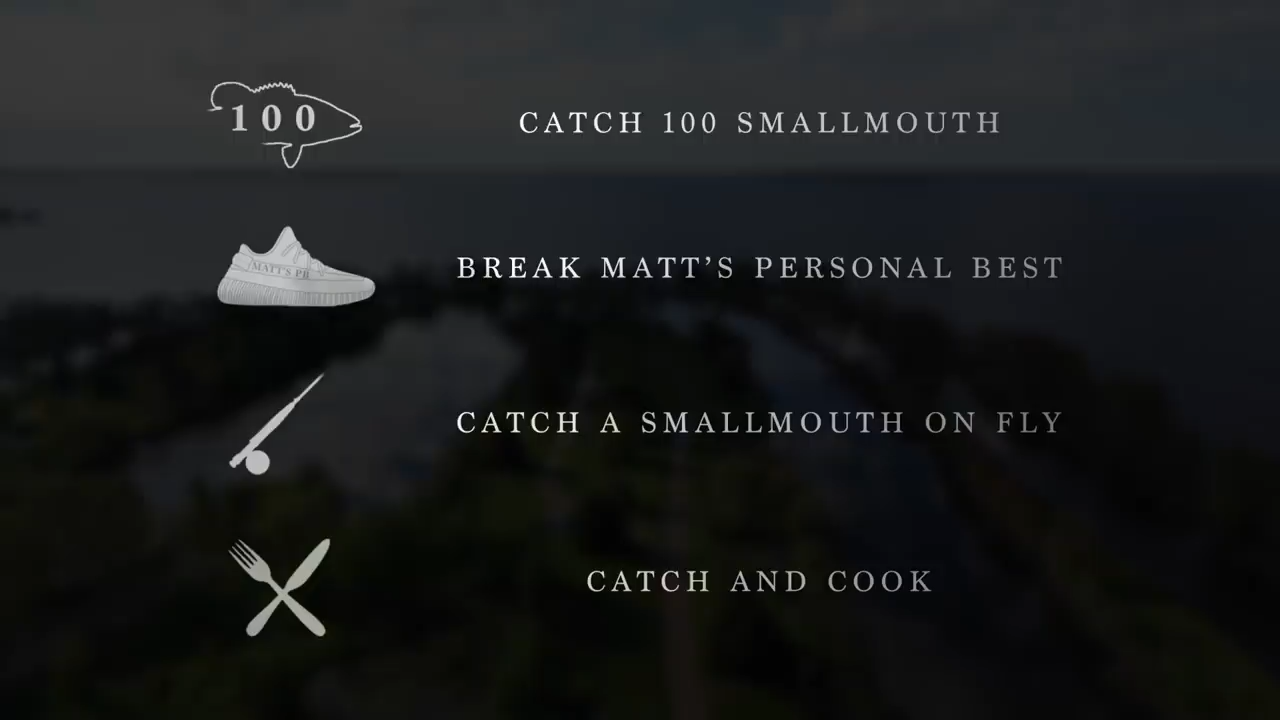 100
CATCH 100 SMALLMOUTH
MATT'S PB
BREAK MATT’S PERSONAL BEST
CATCH A SMALLMOUTH ON FLY
CATCH AND COOK